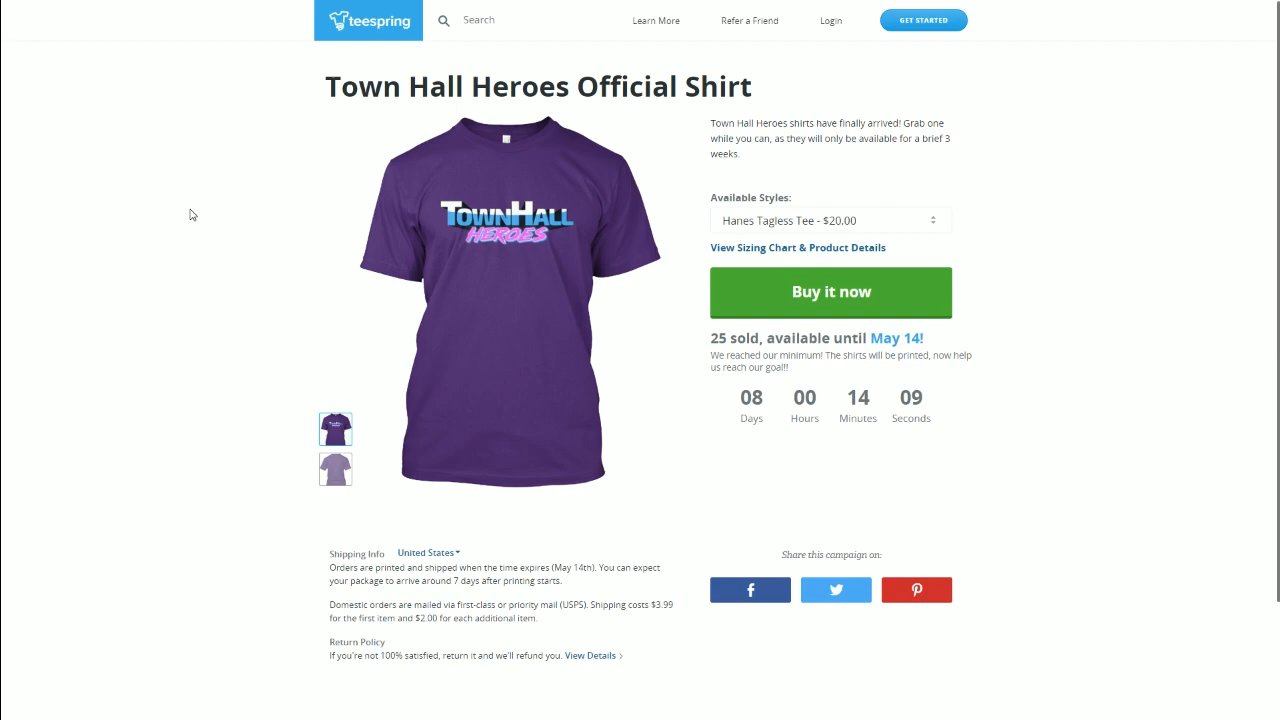 teespring
Search
Learn More
Refer a Friend
Login
GET STARTED
Town Hall Heroes Official Shirt
TOWNHALL
HEROES
Town Hall Heroes shirts have finally arrived! Grab one
while you can, as they will only be available for a brief 3
weeks.
Available Styles:
Hanes Tagless Tee - $20.00
View Sizing Chart & Product Details
Buy it now
25 sold, available until May 14!
We reached our minimum! The shirts will be printed, now help
us reach our goal!!
08 00 14 09
Days Hours Minutes Seconds
Shipping Info United States
Orders are printed and shipped when the time expires (May 14th). You can expect
your package to arrive around 7 days after printing starts.
Domestic orders are mailed via first-class or priority mail (USPS). Shipping costs $3.99
for the first item and $2.00 for each additional item.
Return Policy
If you're not 100% satisfied, return it and we'll refund you. View Details >
Share this campaign on: